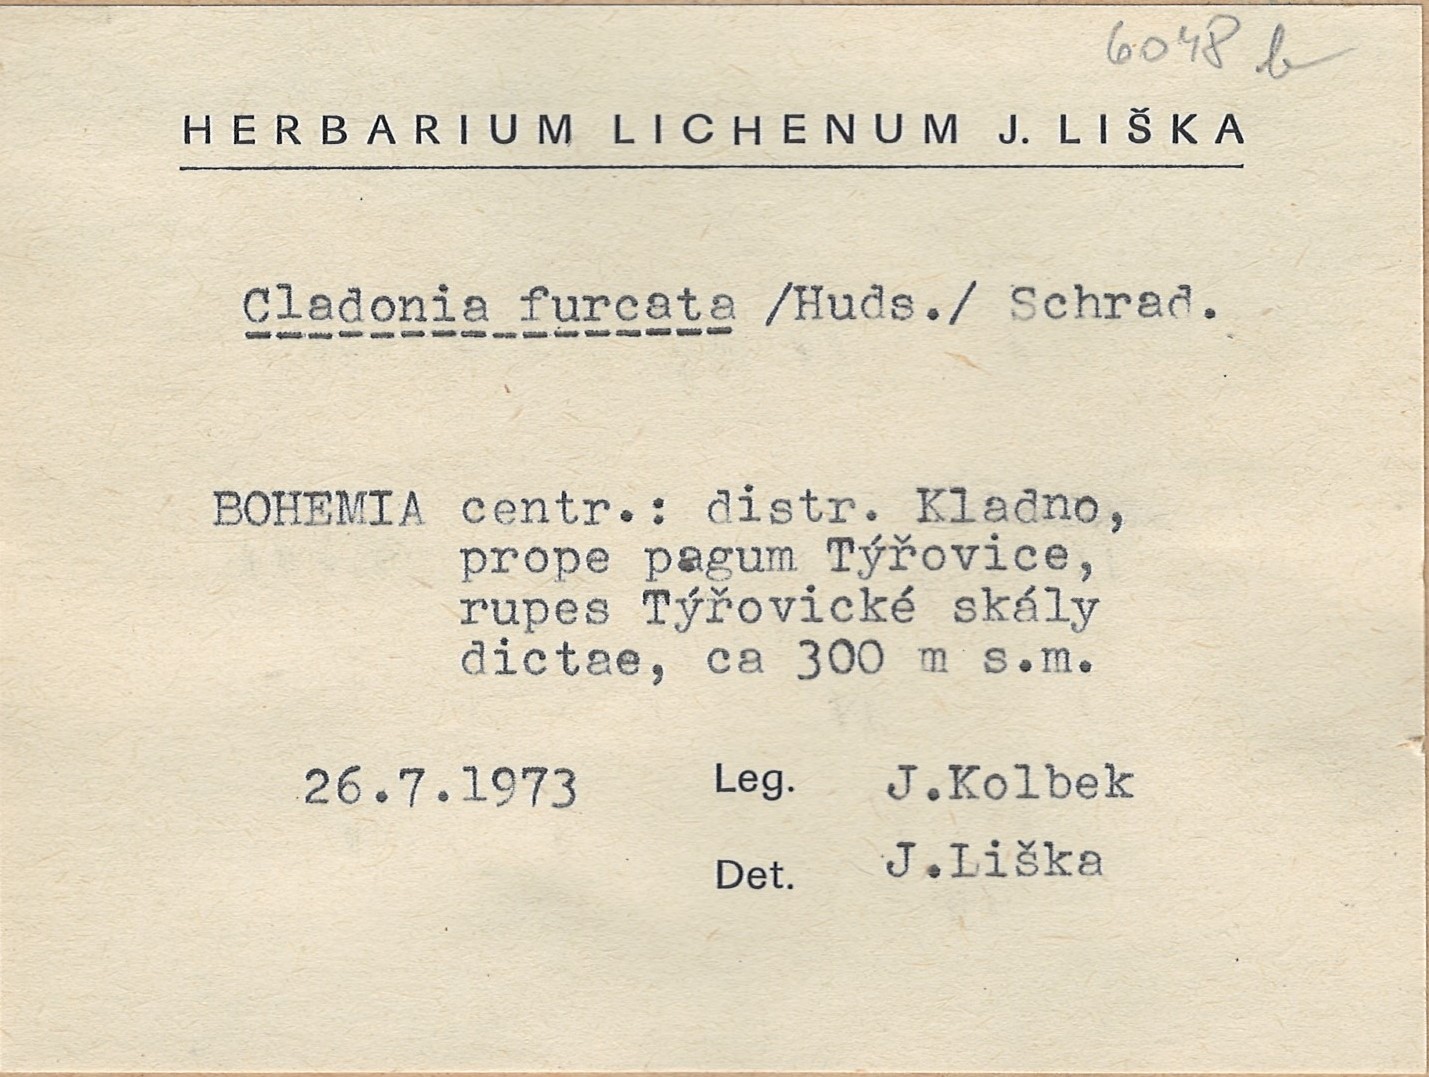 6048 b
HERBARIUM LICHENUM J. LIŠKA
Cladonia furcata /Huds./ Schrad.
BOHEMIA centr.: distr. Kladno,
prope pagum Týřovice,
rupes Týřovické skály
dictae, ca 300 m s.m.
26.7.1973 Leg. J.Kolbek
Det. J.Liška